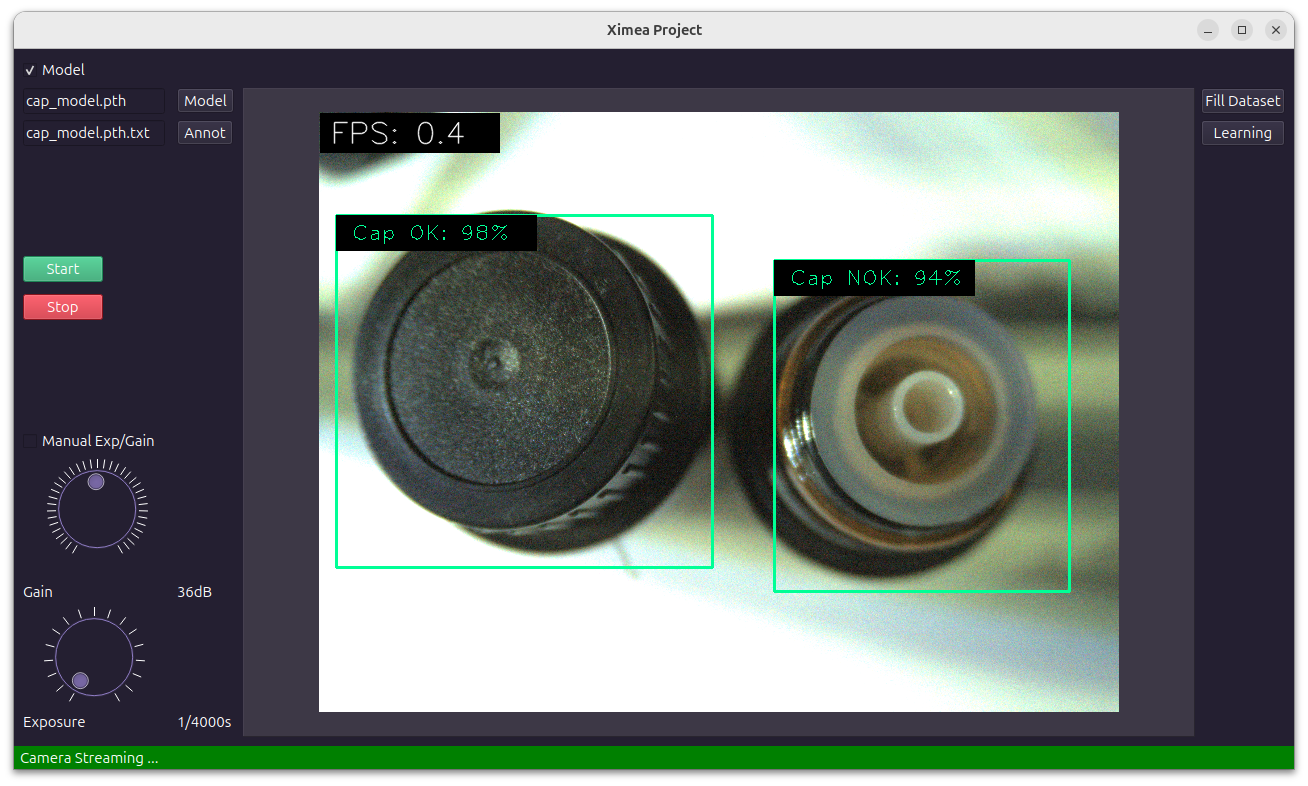 Ximea Project
Model
cap_model.pth Model
cap_model.pth.txt Annot
Fill Dataset
Learning
FPS: 0.4
Cap OK: 98%
Cap NOK: 94%
Start
Stop
Manual Exp/Gain
Gain 36dB
Exposure 1/4000s
Camera Streaming ...